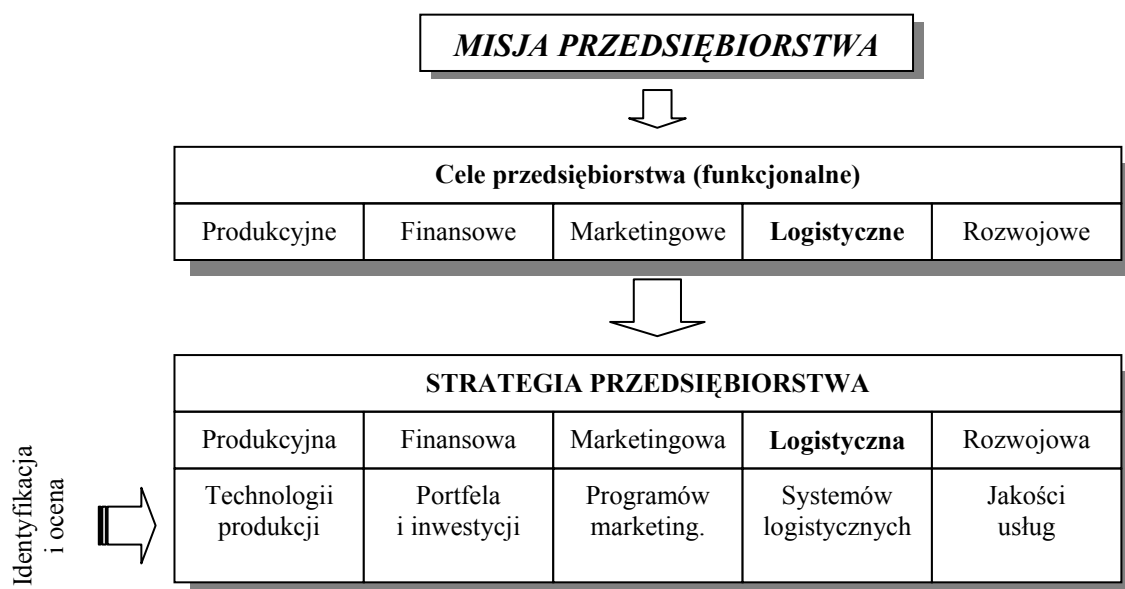 MISJA PRZEDSIĘBIORSTWA
Cele przedsiębiorstwa (funkcjonalne)
Produkcyjne Finansowe Marketingowe Logistyczne Rozwojowe
STRATEGIA PRZEDSIĘBIORSTWA
Produkcyjna Finansowa Marketingowa Logistyczna Rozwojowa
Identyfikacja
i ocena
Technologii
produkcji
Portfela
i inwestycji
Programów
marketing.
Systemów
logistycznych
Jakości
usług